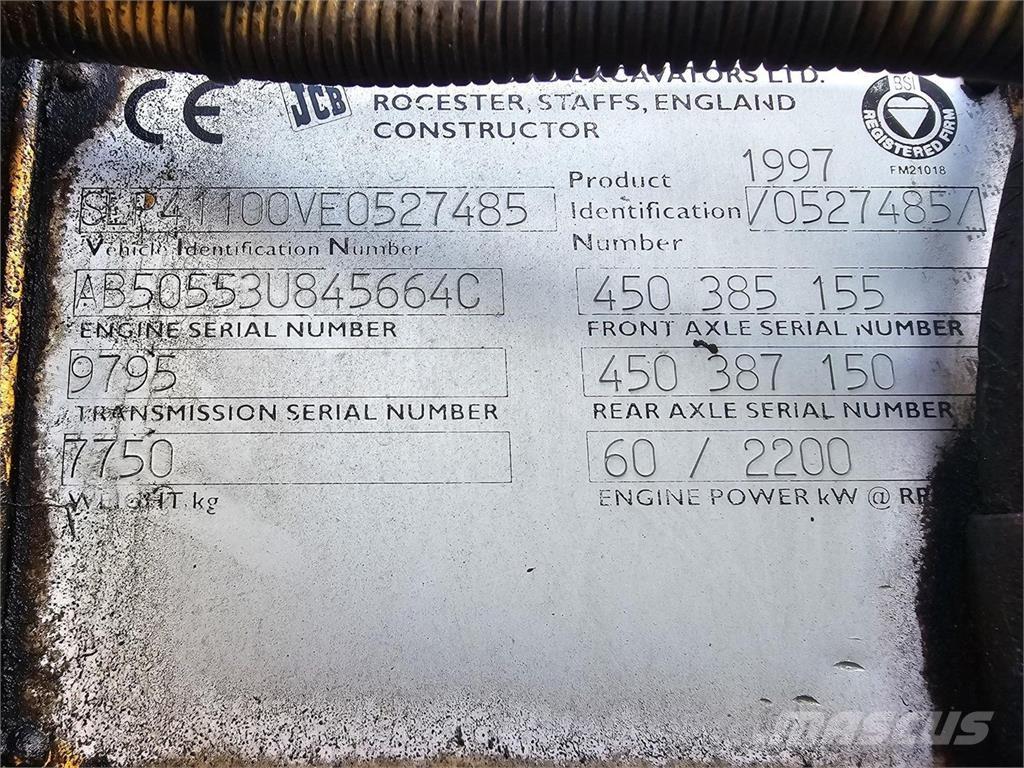 EXCAVATORS LTD.
CE JCB ROCESTER, STAFFS, ENGLAND
CONSTRUCTOR
BSI REGISTERED FIRM
FM21018
SLP41100VE0527485
Vehicle Identification Number
Product Identification Number
1997
/0527485/
AB50553U845664C
ENGINE SERIAL NUMBER
450 385 155
FRONT AXLE SERIAL NUMBER
9795
TRANSMISSION SERIAL NUMBER
450 387 150
REAR AXLE SERIAL NUMBER
7750
WEIGHT kg
60 / 2200
ENGINE POWER kW @
MASCUS